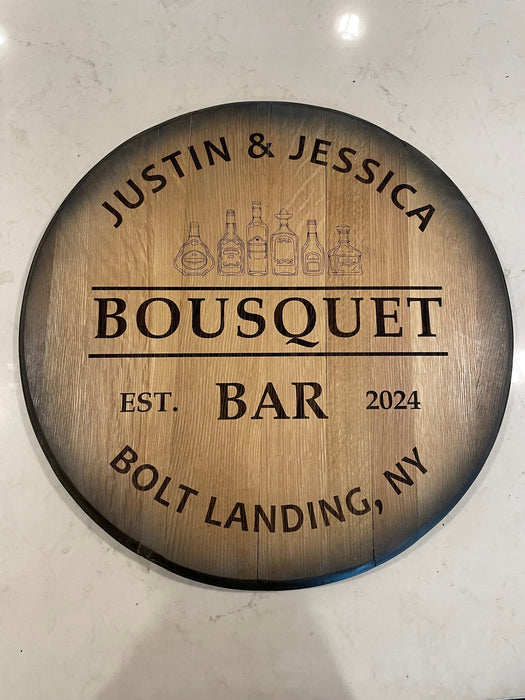 JUSTIN & JESSICA
BOUSQUET
EST. BAR 2024
BOLT LANDING, NY